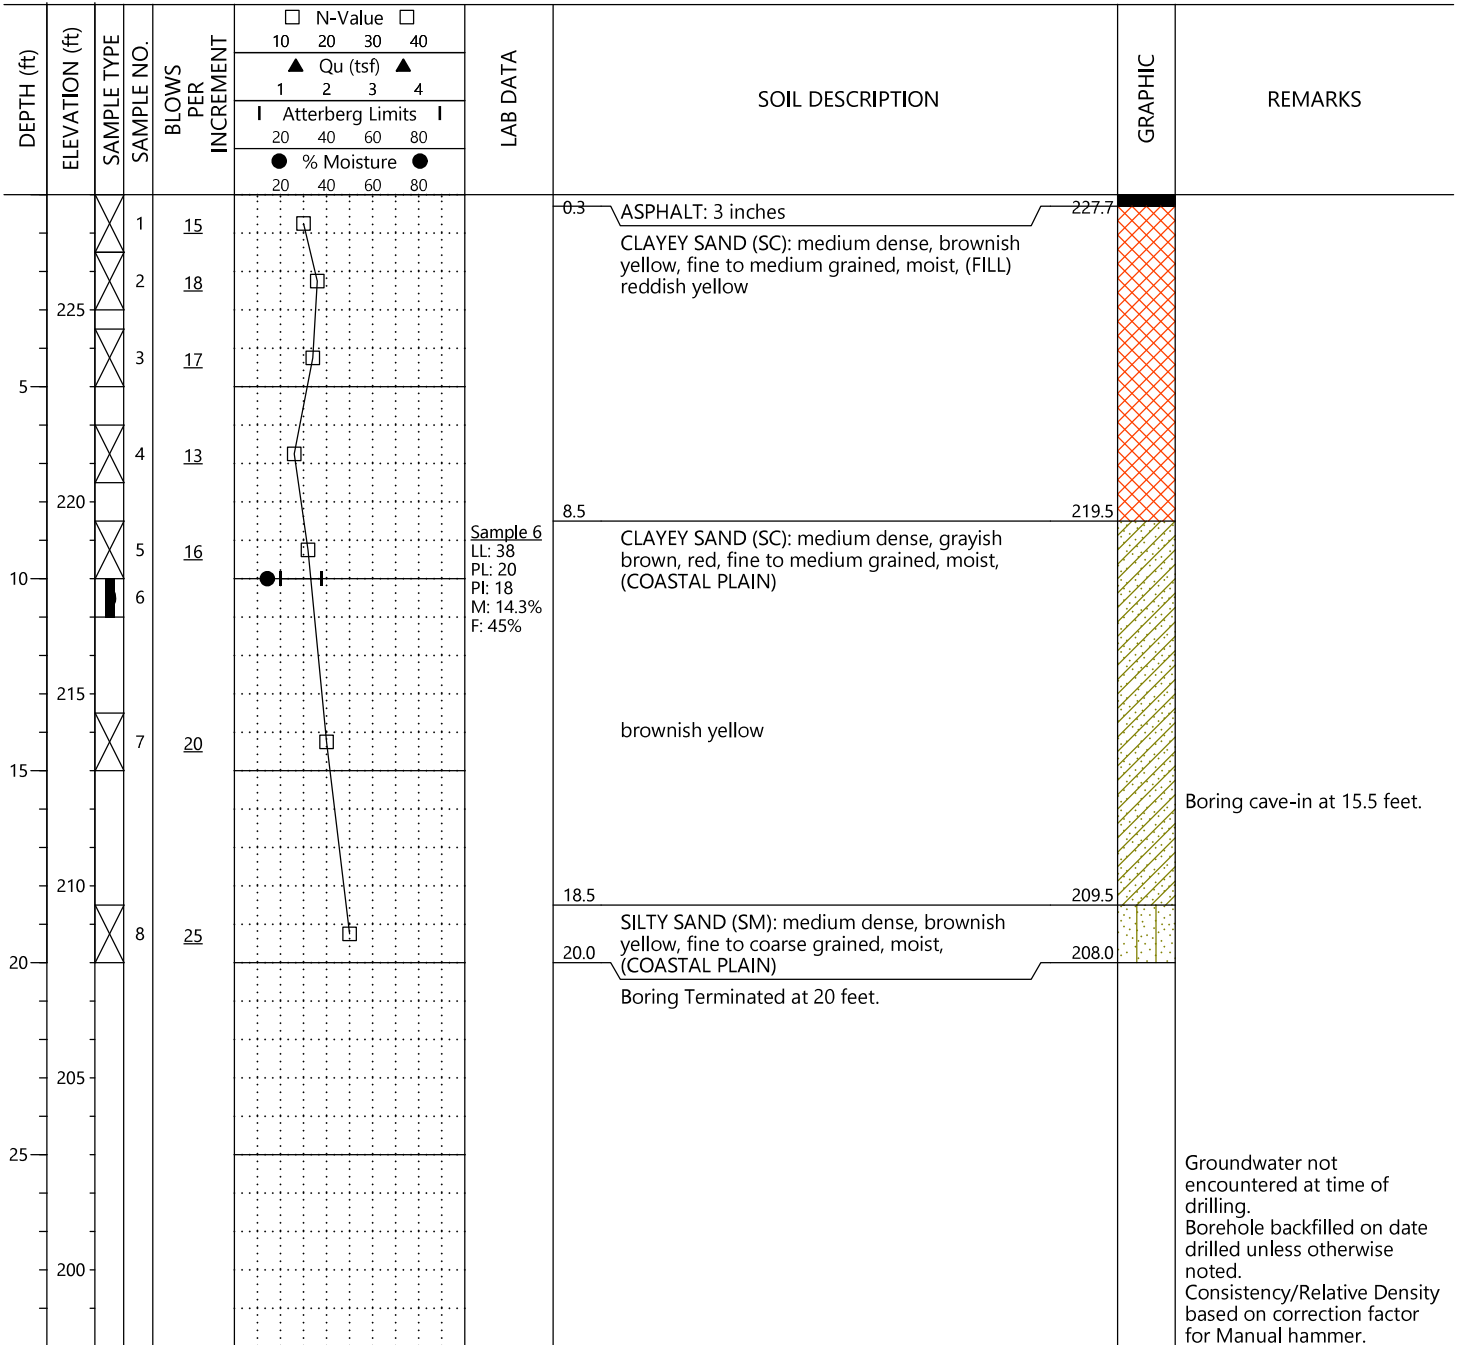 DEPTH (ft)
ELEVATION (ft)
SAMPLE TYPE
SAMPLE NO.
BLOWS
PER
INCREMENT
N-Value
10 20 30 40
Qu (tsf)
1 2 3 4
Atterberg Limits
20 40 60 80
% Moisture
20 40 60 80
LAB DATA
SOIL DESCRIPTION
GRAPHIC
REMARKS
0.3 ASPHALT: 3 inches 227.7
1 15
CLAYEY SAND (SC): medium dense, brownish
yellow, fine to medium grained, moist, (FILL)
reddish yellow
2 18
225
3 17
5
4 13
220
8.5 219.5
5 16
Sample 6
LL: 38
PL: 20
PI: 18
M: 14.3%
F: 45%
CLAYEY SAND (SC): medium dense, grayish
brown, red, fine to medium grained, moist,
(COASTAL PLAIN)
10
6
215
7 20
brownish yellow
15
Boring cave-in at 15.5 feet.
210
18.5 209.5
8 25
SILTY SAND (SM): medium dense, brownish
yellow, fine to coarse grained, moist,
(COASTAL PLAIN)
20 20.0 208.0
Boring Terminated at 20 feet.
205
25
Groundwater not
encountered at time of
drilling.
Borehole backfilled on date
drilled unless otherwise
noted.
Consistency/Relative Density
based on correction factor
for Manual hammer.
200